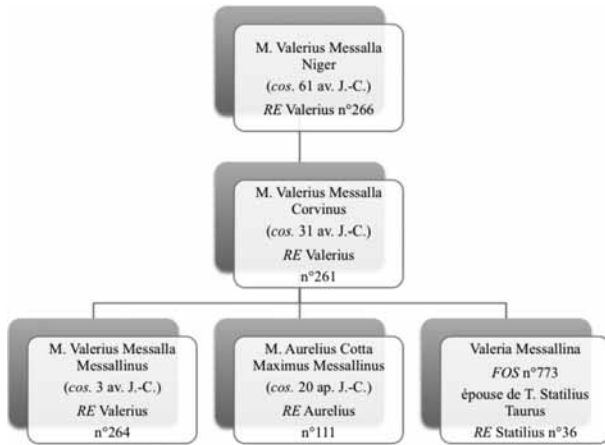 M. Valerius Messalla
Niger
(cos. 61 av. J.-C.)
RE Valerius n°266
M. Valerius Messalla
Corvinus
(cos. 31 av. J.-C.)
RE Valerius
n°261
M. Valerius Messalla
Messalinus
(cos. 3 av. J.-C.)
RE Valerius
n°264
M. Aurelius Cotta
Maximus Messallinus
(cos. 20 ap. J.-C.)
RE Aurelius
n°111
Valeria Messallina
FOS n°773
épouse de T. Statilius
Taurus
RE Statilius n°36